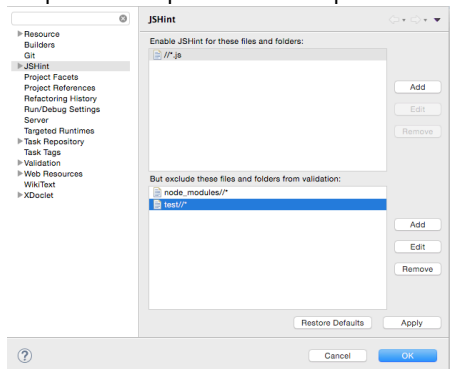 JSHint
Resource
Builders
Git
JSHint
Project Facets
Project References
Refactoring History
Run/Debug Settings
Server
Targeted Runtimes
Task Repository
Task Tags
Validation
Web Resources
WikiText
XDoclet
Enable JSHint for these files and folders:
//*.js
Add
Edit
Remove
But exclude these files and folders from validation:
node_modules//*
test//*
Add
Edit
Remove
Restore Defaults
Apply
?
Cancel
OK